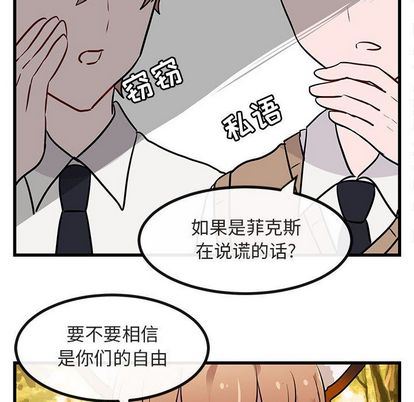 窃窃
私语
如果是菲克斯
在说谎的话?
要不要相信
是你们的自由